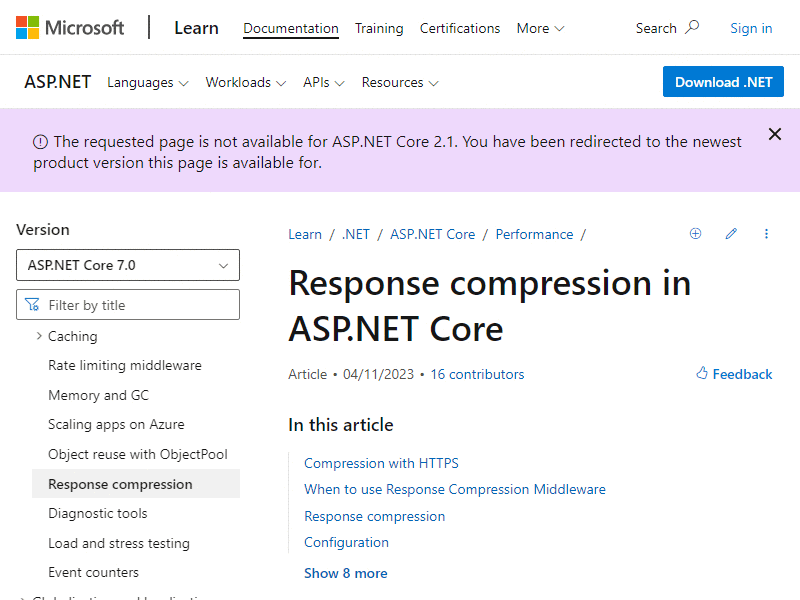 Microsoft Learn Documentation Training Certifications More Search Sign in
ASP.NET Languages Workloads APIs Resources Download .NET
The requested page is not available for ASP.NET Core 2.1. You have been redirected to the newest
product version this page is available for.
Version
ASP.NET Core 7.0
Filter by title
Caching
Rate limiting middleware
Memory and GC
Scaling apps on Azure
Object reuse with ObjectPool
Response compression
Diagnostic tools
Load and stress testing
Event counters
Learn / .NET / ASP.NET Core / Performance /
Response compression in
ASP.NET Core
Article • 04/11/2023 • 16 contributors
Feedback
In this article
Compression with HTTPS
When to use Response Compression Middleware
Response compression
Configuration
Show 8 more